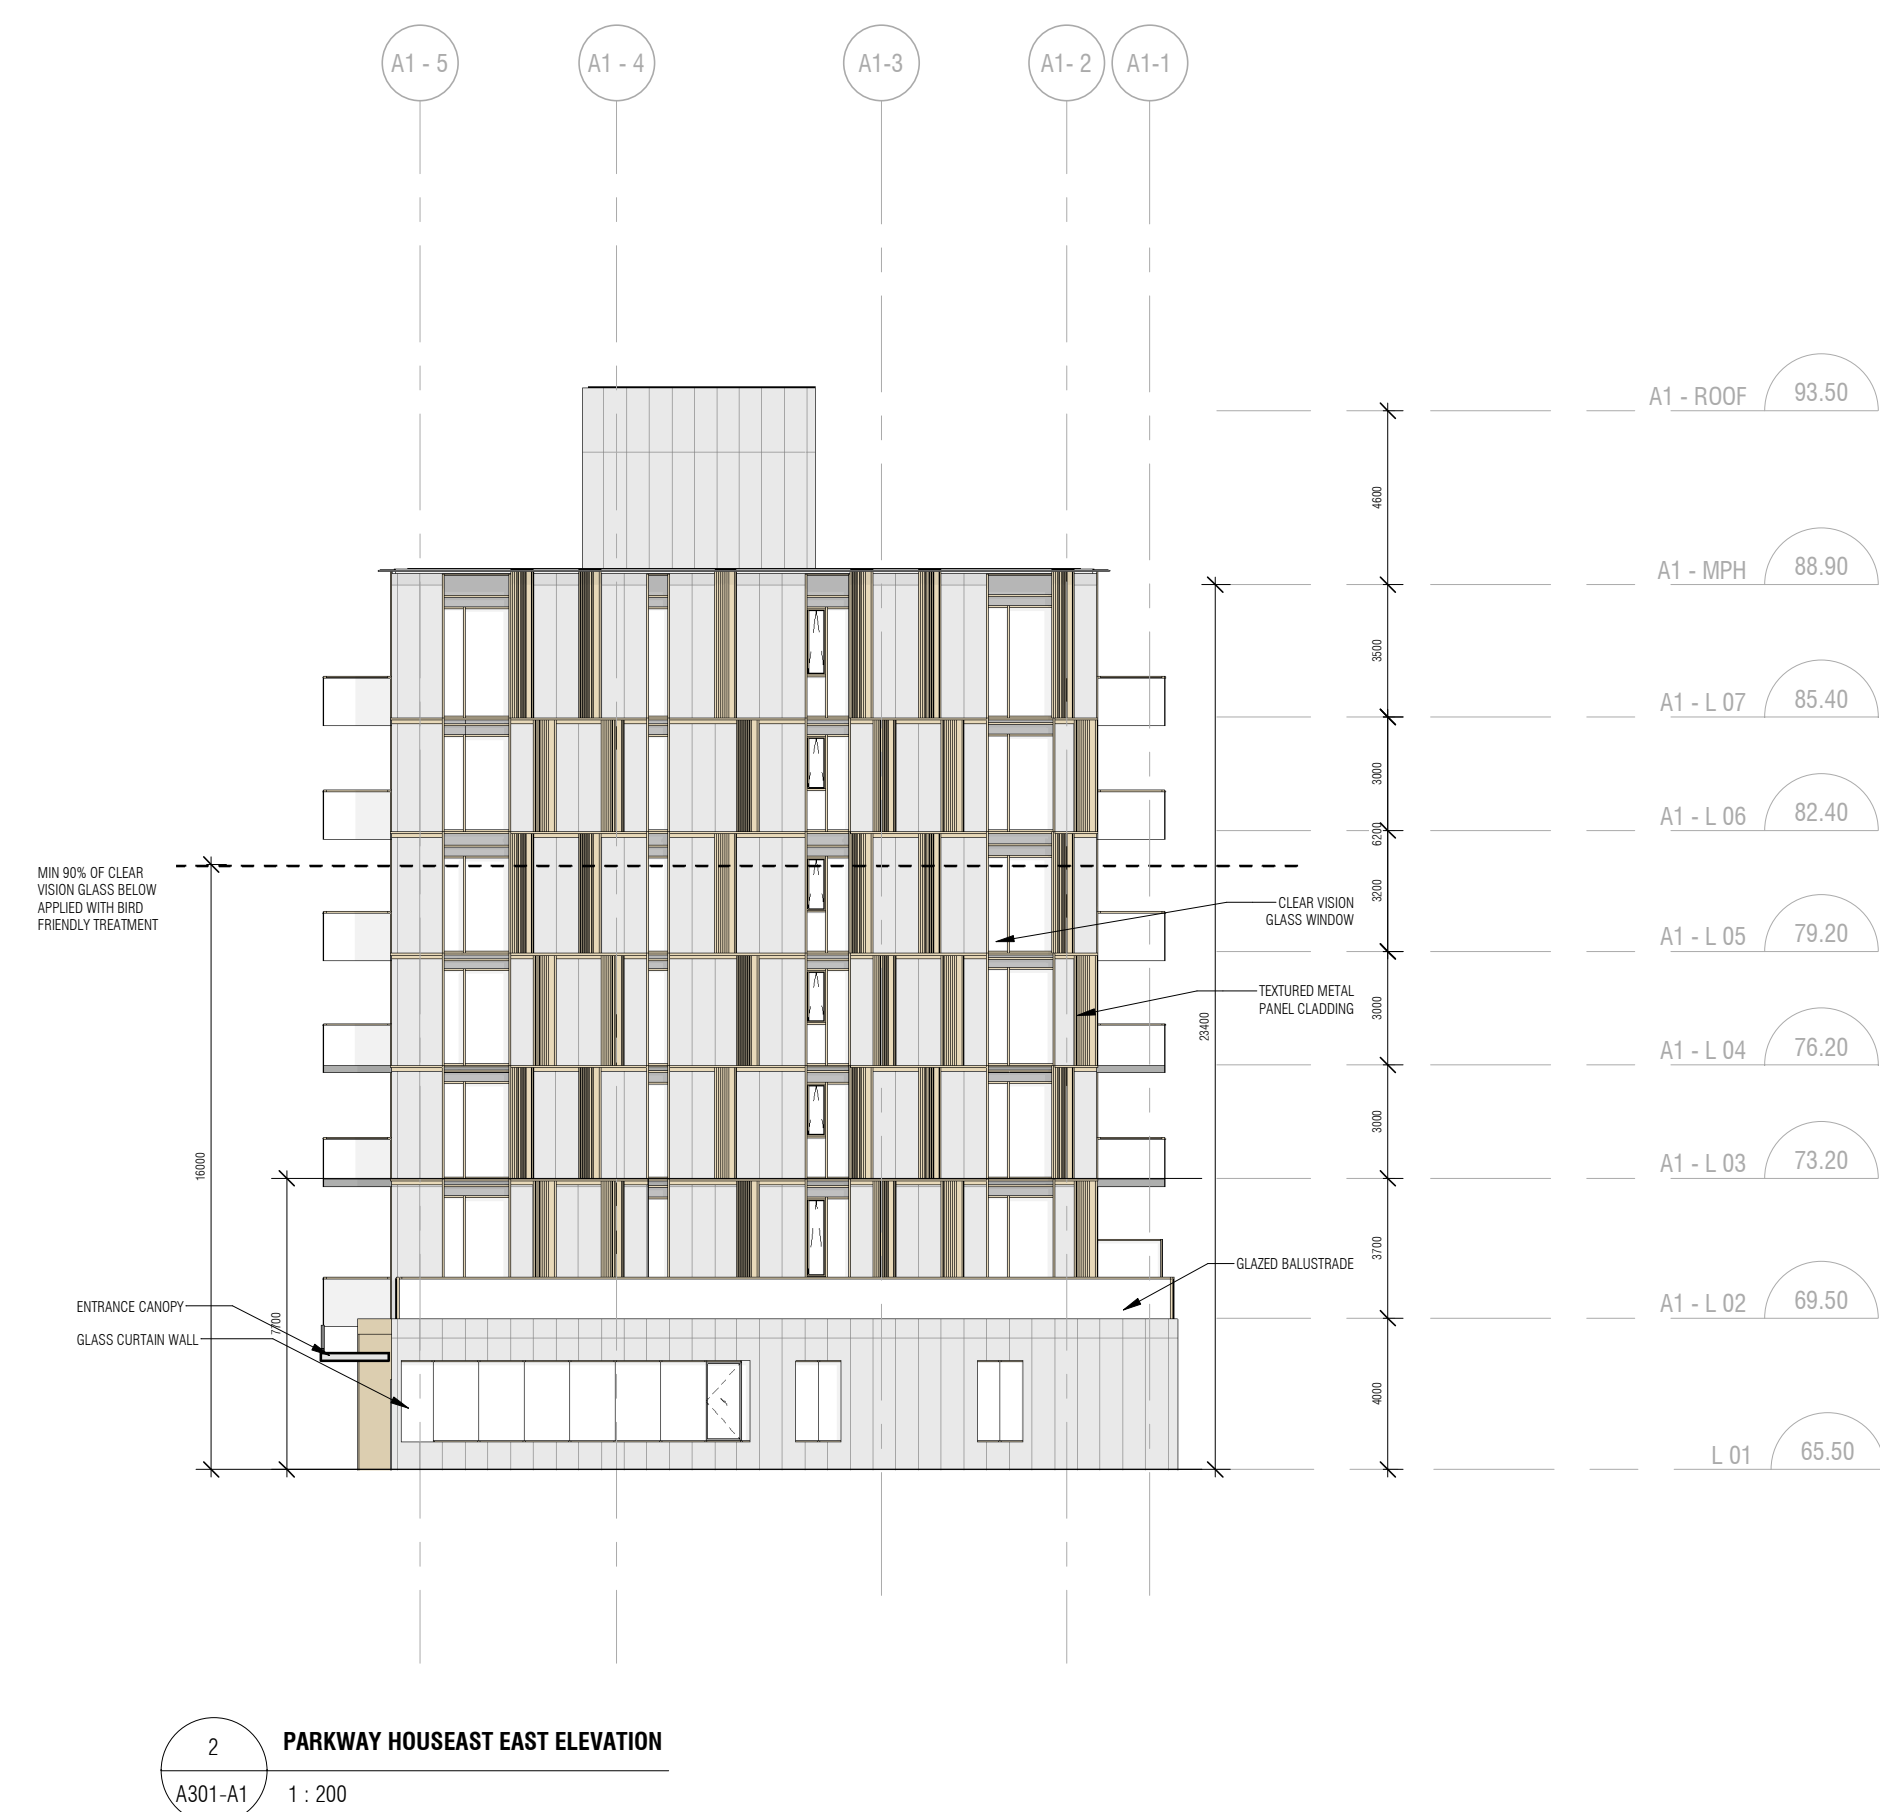 A1 - 5
A1 - 4
A1-3
A1- 2
A1-1
A1 - ROOF
93.50
4600
A1 - MPH
88.90
3500
A1 - L 07
85.40
3000
A1 - L 06
82.40
6200
MIN 90% OF CLEAR
VISION GLASS BELOW
APPLIED WITH BIRD
FRIENDLY TREATMENT
3200
CLEAR VISION
GLASS WINDOW
A1 - L 05
79.20
TEXTURED METAL
PANEL CLADDING
3000
23400
A1 - L 04
76.20
3000
16000
A1 - L 03
73.20
3700
GLAZED BALUSTRADE
ENTRANCE CANOPY
7700
A1 - L 02
69.50
GLASS CURTAIN WALL
4000
L 01
65.50
2
PARKWAY HOUSEAST EAST ELEVATION
A301-A1
1 : 200